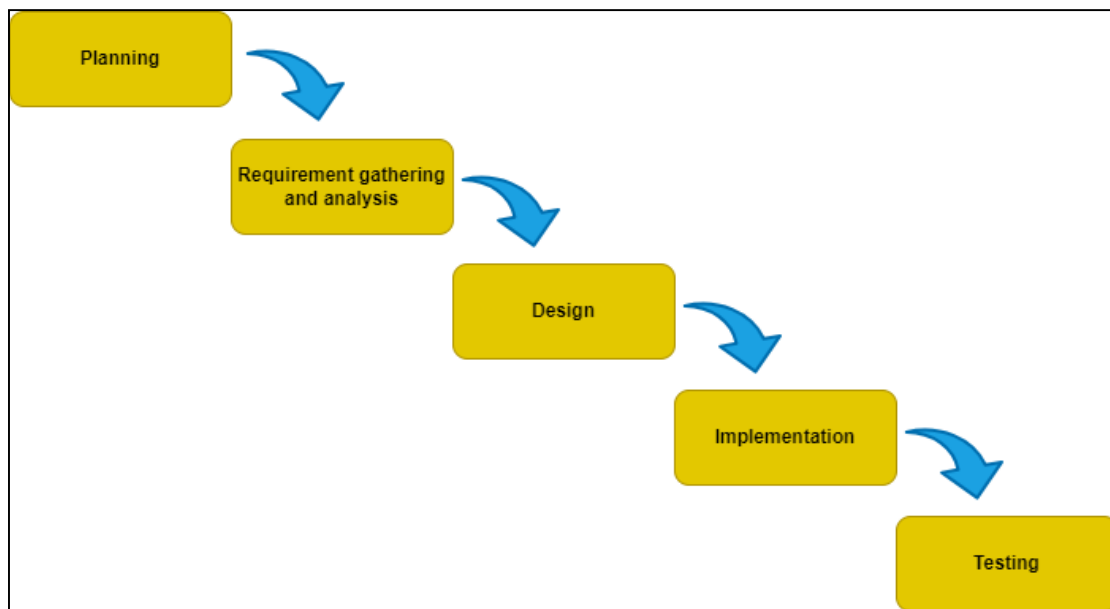 Planning
Requirement gathering
and analysis
Design
Implementation
Testing